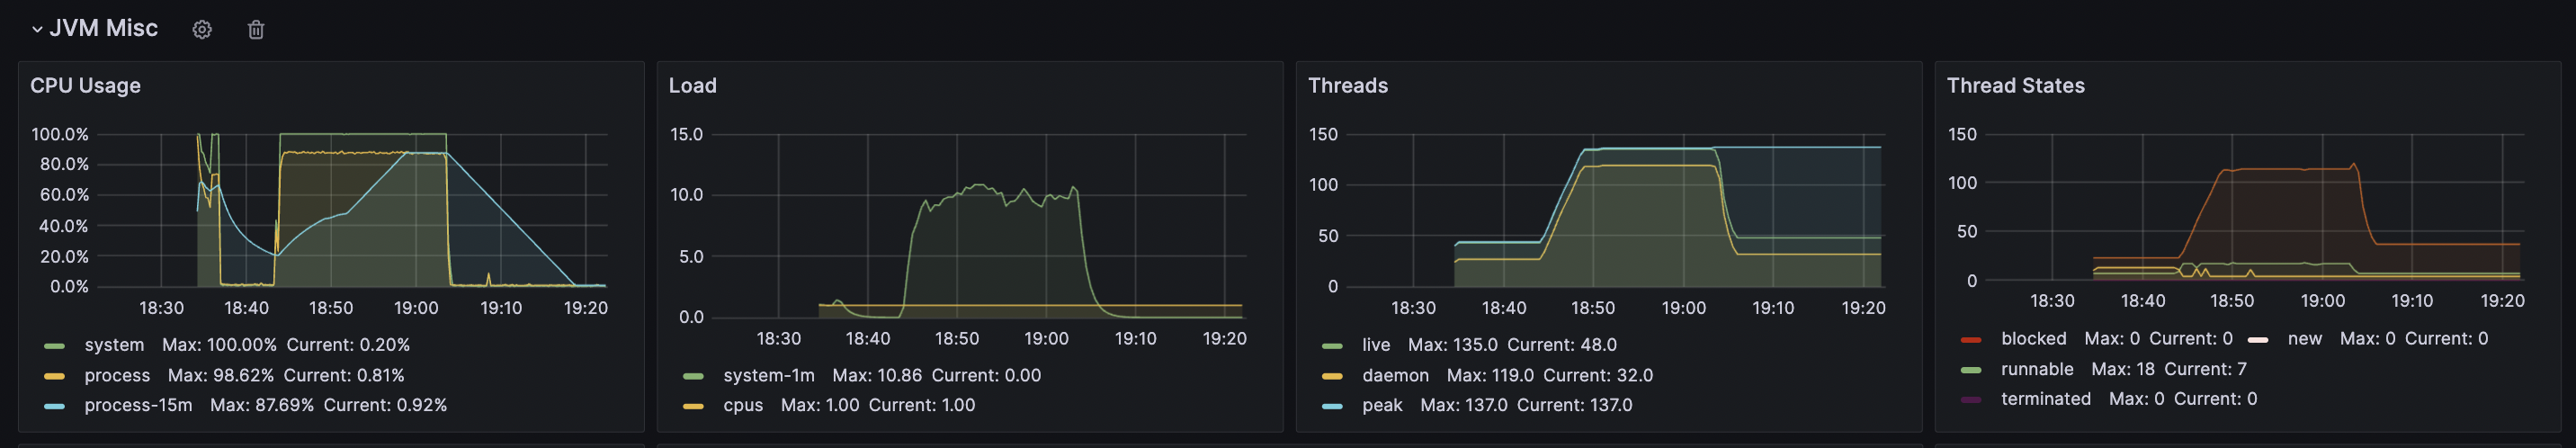 JVM Misc
CPU Usage
100.0%
80.0%
60.0%
40.0%
20.0%
0.0%
18:30 18:40 18:50 19:00 19:10 19:20
system Max: 100.00% Current: 0.20%
process Max: 98.62% Current: 0.81%
process-15m Max: 87.69% Current: 0.92%
Load
15.0
10.0
5.0
0.0
18:30 18:40 18:50 19:00 19:10 19:20
system-1m Max: 10.86 Current: 0.00
cpus Max: 1.00 Current: 1.00
Threads
150
100
50
0
18:30 18:40 18:50 19:00 19:10 19:20
live Max: 135.0 Current: 48.0
daemon Max: 119.0 Current: 32.0
peak Max: 137.0 Current: 137.0
Thread States
150
100
50
0
18:30 18:40 18:50 19:00 19:10 19:20
blocked Max: 0 Current: 0 new Max: 0 Current: 0
runnable Max: 18 Current: 7
terminated Max: 0 Current: 0